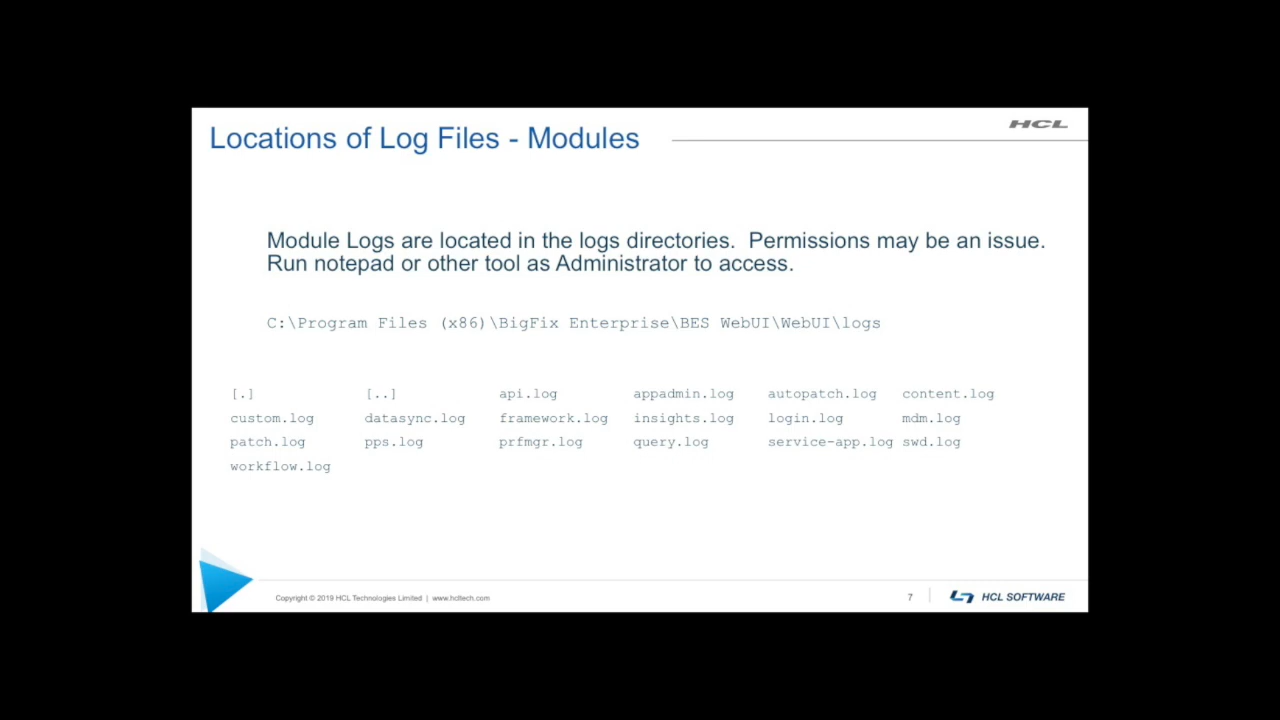 Locations of Log Files - Modules
HCL
Module Logs are located in the logs directories.  Permissions may be an issue.
Run notepad or other tool as Administrator to access.
C:\Program Files (x86)\BigFix Enterprise\BES WebUI\WebUI\logs
[.] [..] api.log appadmin.log autopatch.log content.log
custom.log datasync.log framework.log insights.log login.log mdm.log
patch.log pps.log prfmgr.log query.log service-app.log swd.log
workflow.log
Copyright © 2019 HCL Technologies Limited | www.hcltech.com
7
HCL SOFTWARE